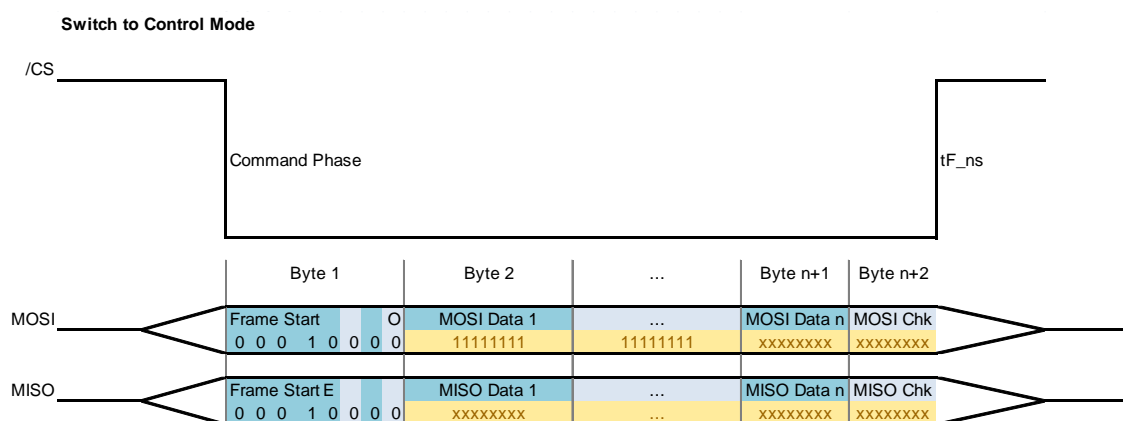 Switch to Control Mode
/CS
Command Phase
tF_ns
Byte 1 Byte 2 ... Byte n+1 Byte n+2
MOSI Frame Start O MOSI Data 1 ... MOSI Data n MOSI Chk
0 0 0 1 0 0 0 0 11111111 11111111 xxxxxxxx xxxxxxxx
MISO Frame Start E MISO Data 1 ... MISO Data n MISO Chk
0 0 0 1 0 0 0 0 xxxxxxxx ... xxxxxxxx xxxxxxxx